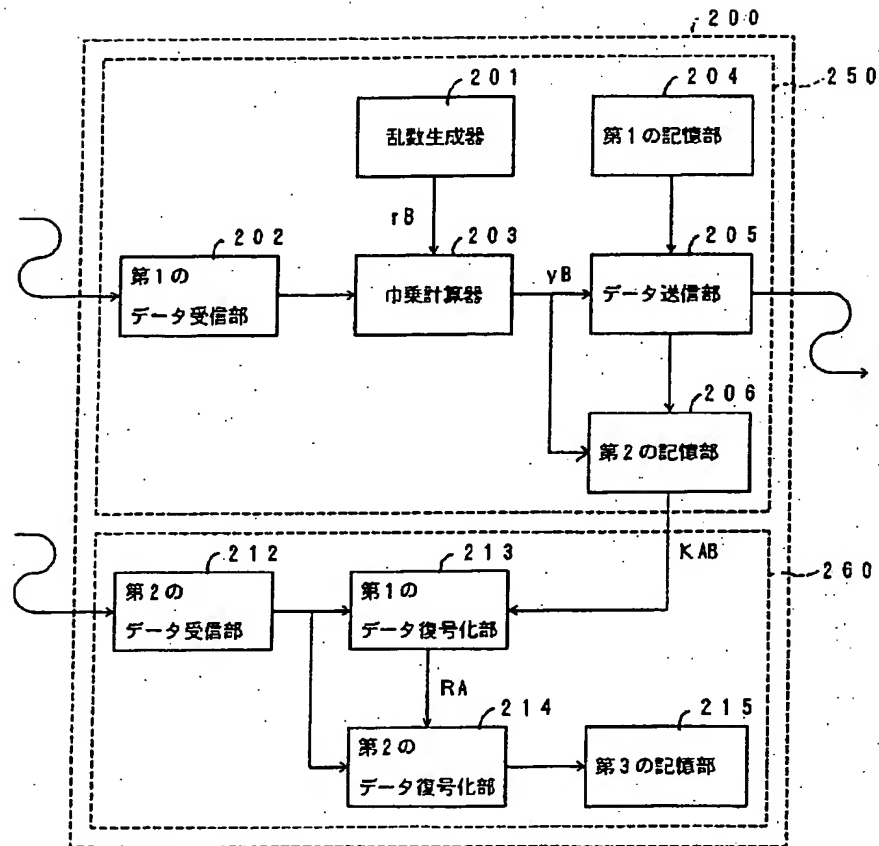 200
250
201
乱数生成器
204
第1の記憶部
rB
202
第1の
データ受信部
203
巾乗計算器
yB
205
データ送信部
206
第2の記憶部
KAB
260
212
第2の
データ受信部
213
第1の
データ復号化部
RA
214
第2の
データ復号化部
215
第3の記憶部